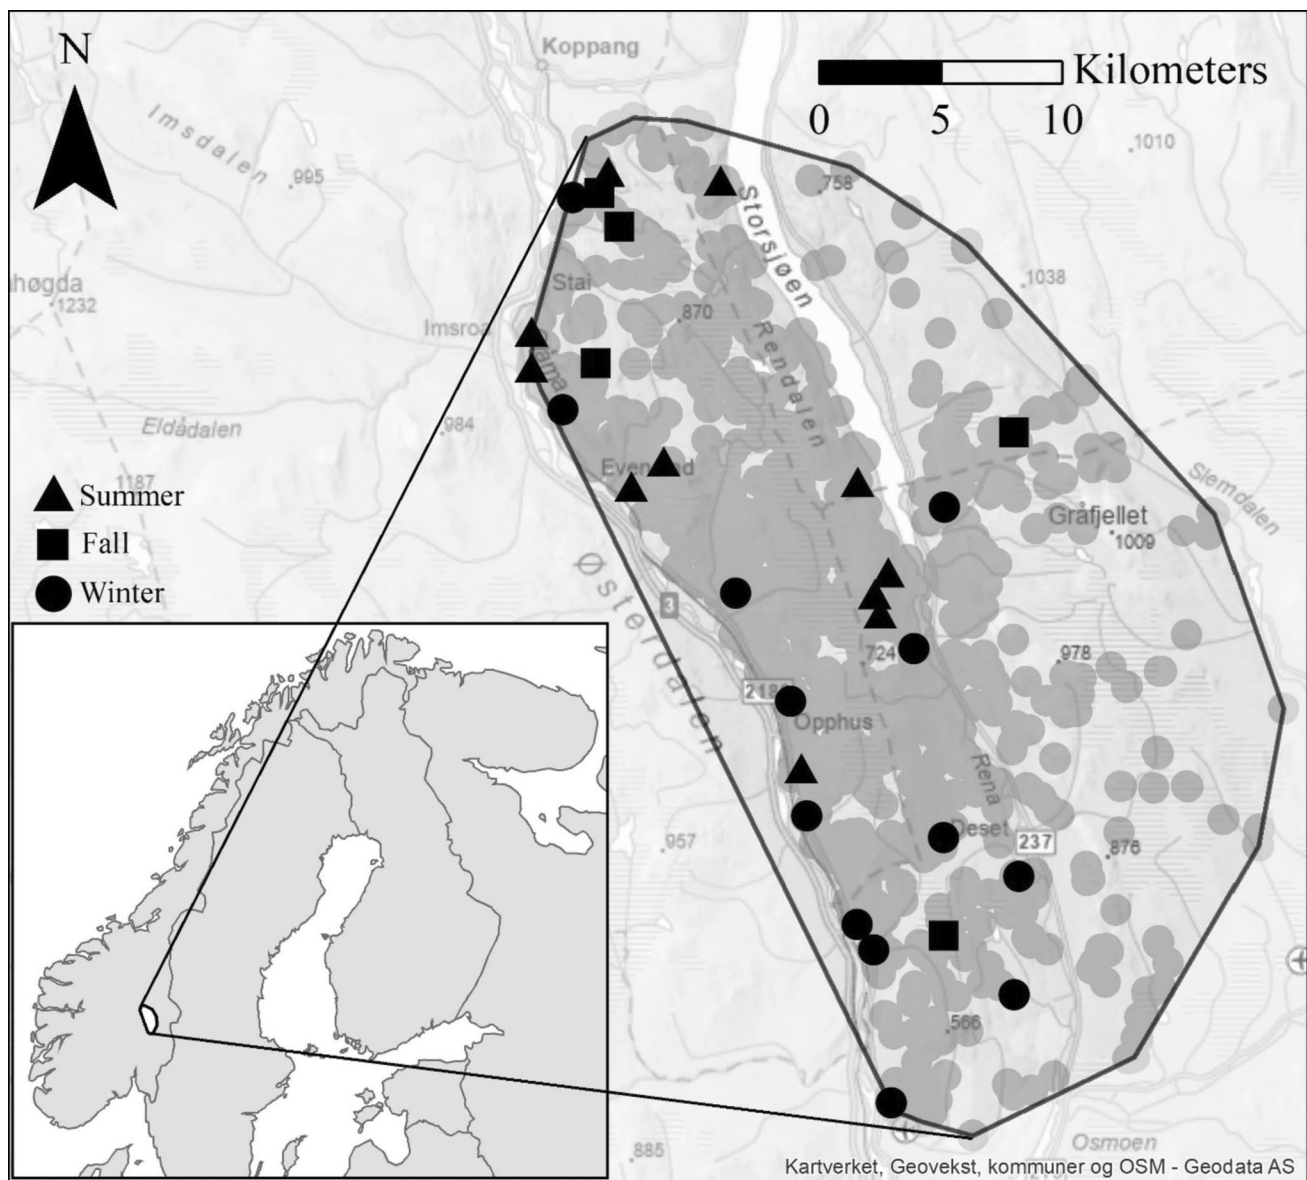 N
Koppang
Kilometers
0 5 10
Imsdalen
995
1010
758
Storsjøen
1038
høgda
1232
Stai
870
Imsroa
Rendalen
Eldådalen
984
Evenstad
Slemdalen
1187
Summer
Gråfjellet
1009
Fall
Winter
Østerdalen
3
724
978
Opphus
Rena
Deset
237
957
876
566
885
Osmoen
Kartverket, Geovekst, kommuner og OSM - Geodata AS